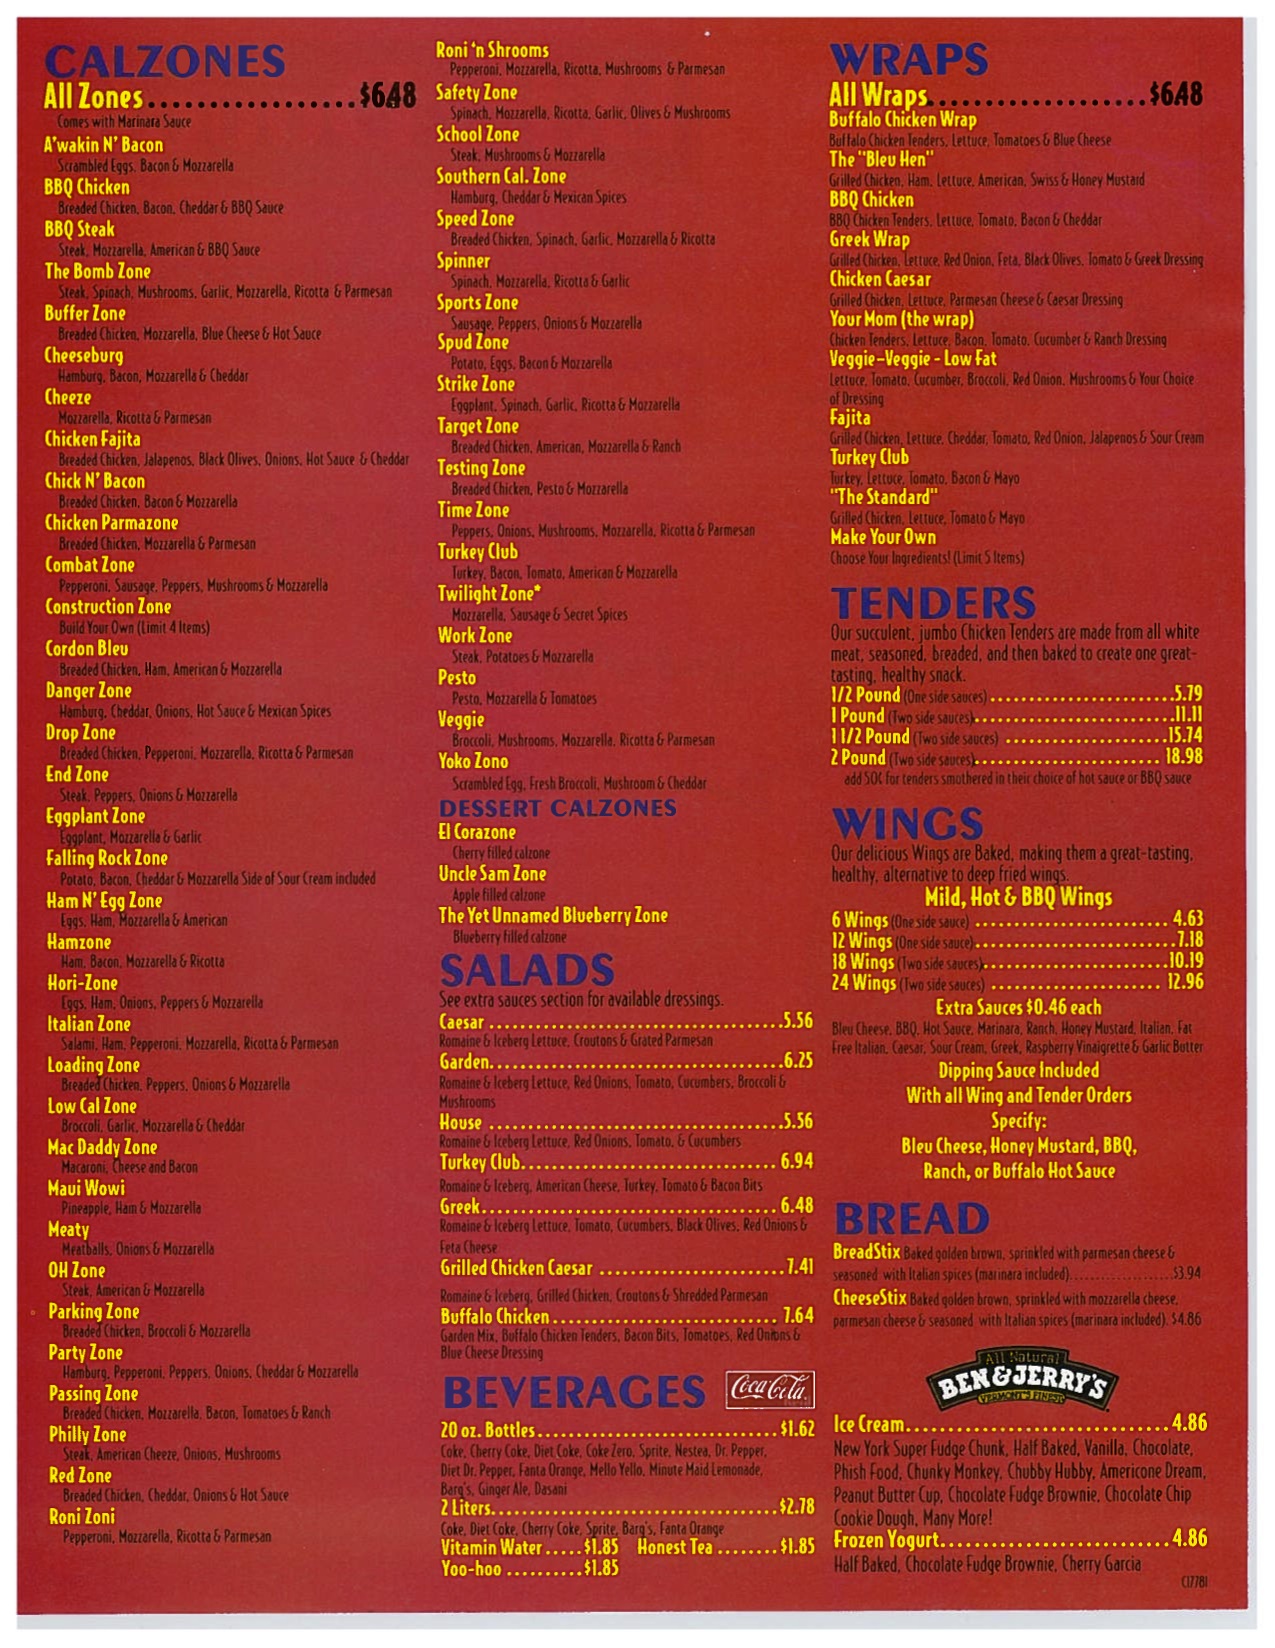 CALZONES
All Zones..................$6.48
Comes with Marinara Sauce
A'wakin N' Bacon
Scrambled Eggs, Bacon & Mozzarella
BBQ Chicken
Breaded Chicken, Bacon, Cheddar & BBQ Sauce
BBQ Steak
Steak, Mozzarella, American & BBQ Sauce
The Bomb Zone
Steak, Spinach, Mushrooms, Garlic, Mozzarella, Ricotta & Parmesan
Buffer Zone
Breaded Chicken, Mozzarella, Blue Cheese & Hot Sauce
Cheeseburg
Hamburg, Bacon, Mozzarella & Cheddar
Cheeze
Mozzarella, Ricotta & Parmesan
Chicken Fajita
Breaded Chicken, Jalapenos, Black Olives, Onions, Hot Sauce & Cheddar
Chick N' Bacon
Breaded Chicken, Bacon & Mozzarella
Chicken Parmazone
Breaded Chicken, Mozzarella & Parmesan
Combat Zone
Pepperoni, Sausage, Peppers, Mushrooms & Mozzarella
Construction Zone
Build Your Own (Limit 4 Items)
Cordon Bleu
Breaded Chicken, Ham, American & Mozzarella
Danger Zone
Hamburg, Cheddar, Onions, Hot Sauce & Mexican Spices
Drop Zone
Breaded Chicken, Pepperoni, Mozzarella, Ricotta & Parmesan
End Zone
Steak, Peppers, Onions & Mozzarella
Eggplant Zone
Eggplant, Mozzarella & Garlic
Falling Rock Zone
Potato, Bacon, Cheddar & Mozzarella Side of Sour Cream included
Ham N' Egg Zone
Eggs, Ham, Mozzarella & American
Hamzone
Ham, Bacon, Mozzarella & Ricotta
Hori-Zone
Eggs, Ham, Onions, Peppers & Mozzarella
Italian Zone
Salami, Ham, Pepperoni, Mozzarella, Ricotta & Parmesan
Loading Zone
Breaded Chicken, Peppers, Onions & Mozzarella
Low Cal Zone
Broccoli, Garlic, Mozzarella & Cheddar
Mac Daddy Zone
Macaroni, Cheese and Bacon
Maui Wowi
Pineapple, Ham & Mozzarella
Meaty
Meatballs, Onions & Mozzarella
OH Zone
Steak, American & Mozzarella
Parking Zone
Breaded Chicken, Broccoli & Mozzarella
Party Zone
Hamburg, Pepperoni, Peppers, Onions, Cheddar & Mozzarella
Passing Zone
Breaded Chicken, Mozzarella, Bacon, Tomatoes & Ranch
Philly Zone
Steak, American Cheeze, Onions, Mushrooms
Red Zone
Breaded Chicken, Cheddar, Onions & Hot Sauce
Roni Zoni
Pepperoni, Mozzarella, Ricotta & Parmesan
Roni 'n Shrooms
Pepperoni, Mozzarella, Ricotta, Mushrooms & Parmesan
Safety Zone
Spinach, Mozzarella, Ricotta, Garlic, Olives & Mushrooms
School Zone
Steak, Mushrooms & Mozzarella
Southern Cal. Zone
Hamburg, Cheddar & Mexican Spices
Speed Zone
Breaded Chicken, Spinach, Garlic, Mozzarella & Ricotta
Spinner
Spinach, Mozzarella, Ricotta & Garlic
Sports Zone
Sausage, Peppers, Onions & Mozzarella
Spud Zone
Potato, Eggs, Bacon & Mozzarella
Strike Zone
Eggplant, Spinach, Garlic, Ricotta & Mozzarella
Target Zone
Breaded Chicken, American, Mozzarella & Ranch
Testing Zone
Breaded Chicken, Pesto & Mozzarella
Time Zone
Peppers, Onions, Mushrooms, Mozzarella, Ricotta & Parmesan
Turkey Club
Turkey, Bacon, Tomato, American & Mozzarella
Twilight Zone*
Mozzarella, Sausage & Secret Spices
Work Zone
Steak, Potatoes & Mozzarella
Pesto
Pesto, Mozzarella & Tomatoes
Veggie
Broccoli, Mushrooms, Mozzarella, Ricotta & Parmesan
Yoko Zono
Scrambled Egg, Fresh Broccoli, Mushroom & Cheddar
DESSERT CALZONES
El Corazone
Cherry filled calzone
Uncle Sam Zone
Apple filled calzone
The Yet Unnamed Blueberry Zone
Blueberry filled calzone
SALADS
See extra sauces section for available dressings.
Caesar ....................................5.56
Romaine & Iceberg Lettuce, Croutons & Grated Parmesan
Garden....................................6.25
Romaine & Iceberg Lettuce, Red Onions, Tomato, Cucumbers, Broccoli &
Mushrooms
House ....................................5.56
Romaine & Iceberg Lettuce, Red Onions, Tomato, & Cucumbers
Turkey Club................................ 6.94
Romaine & Iceberg, American Cheese, Turkey, Tomato & Bacon Bits
Greek.................................... 6.48
Romaine & Iceberg Lettuce, Tomato, Cucumbers, Black Olives, Red Onions &
Feta Cheese
Grilled Chicken Caesar .......................7.41
Romaine & Iceberg, Grilled Chicken, Croutons & Shredded Parmesan
Buffalo Chicken............................ 7.64
Garden Mix, Buffalo Chicken Tenders, Bacon Bits, Tomatoes, Red Onions &
Blue Cheese Dressing
BEVERAGES Coca-Cola
20 oz. Bottles..............................$1.62
Coke, Cherry Coke, Diet Coke, Coke Zero, Sprite, Nestea, Dr. Pepper,
Diet Dr. Pepper, Fanta Orange, Mello Yello, Minute Maid Lemonade,
Barq's, Ginger Ale, Dasani
2 Liters....................................$2.78
Coke, Diet Coke, Cherry Coke, Sprite, Barq's, Fanta Orange
Vitamin Water .....$1.85 Honest Tea ........$1.85
Yoo-hoo ..........$1.85
WRAPS
All Wraps......................$6.48
Buffalo Chicken Wrap
Buffalo Chicken Tenders, Lettuce, Tomatoes & Blue Cheese
The "Bleu Hen"
Grilled Chicken, Ham, Lettuce, American, Swiss & Honey Mustard
BBQ Chicken
BBQ Chicken Tenders, Lettuce, Tomato, Bacon & Cheddar
Greek Wrap
Grilled Chicken, Lettuce, Red Onion, Feta, Black Olives, Tomato & Greek Dressing
Chicken Caesar
Grilled Chicken, Lettuce, Parmesan Cheese & Caesar Dressing
Your Mom (the wrap)
Chicken Tenders, Lettuce, Bacon, Tomato, Cucumber & Ranch Dressing
Veggie-Veggie - Low Fat
Lettuce, Tomato, Cucumber, Broccoli, Red Onion, Mushrooms & Your Choice
of Dressing
Fajita
Grilled Chicken, Lettuce, Cheddar, Tomato, Red Onion, Jalapenos & Sour Cream
Turkey Club
Turkey, Lettuce, Tomato, Bacon & Mayo
"The Standard"
Grilled Chicken, Lettuce, Tomato & Mayo
Make Your Own
Choose Your Ingredients! (Limit 5 Items)
TENDERS
Our succulent, jumbo Chicken Tenders are made from all white
meat, seasoned, breaded, and then baked to create one great-
tasting, healthy snack.
1/2 Pound (One side sauces) .......................5.79
1 Pound (Two side sauces).........................11.11
1 1/2 Pound (Two side sauces) ....................15.74
2 Pound (Two side sauces)....................... 18.98
add 50¢ for tenders smothered in their choice of hot sauce or BBQ sauce
WINGS
Our delicious Wings are Baked, making them a great-tasting,
healthy, alternative to deep fried wings.
Mild, Hot & BBQ Wings
6 Wings (One side sauce) ........................ 4.63
12 Wings (One side sauce).........................7.18
18 Wings (Two side sauces).......................10.19
24 Wings (Two side sauces) ..................... 12.96
Extra Sauces $0.46 each
Bleu Cheese, BBQ, Hot Sauce, Marinara, Ranch, Honey Mustard, Italian, Fat
Free Italian, Caesar, Sour Cream, Greek, Raspberry Vinaigrette & Garlic Butter
Dipping Sauce Included
With all Wing and Tender Orders
Specify:
Bleu Cheese, Honey Mustard, BBQ,
Ranch, or Buffalo Hot Sauce
BREAD
BreadStix Baked golden brown, sprinkled with parmesan cheese &
seasoned with Italian spices (marinara included)....................$3.94
CheeseStix Baked golden brown, sprinkled with mozzarella cheese,
parmesan cheese & seasoned with Italian spices (marinara included). $4.86
All Natural
BEN & JERRY'S
VERMONT'S FINEST
Ice Cream................................4.86
New York Super Fudge Chunk, Half Baked, Vanilla, Chocolate,
Phish Food, Chunky Monkey, Chubby Hubby, Americone Dream,
Peanut Butter Cup, Chocolate Fudge Brownie, Chocolate Chip
Cookie Dough, Many More!
Frozen Yogurt............................4.86
Half Baked, Chocolate Fudge Brownie, Cherry Garcia
C17781